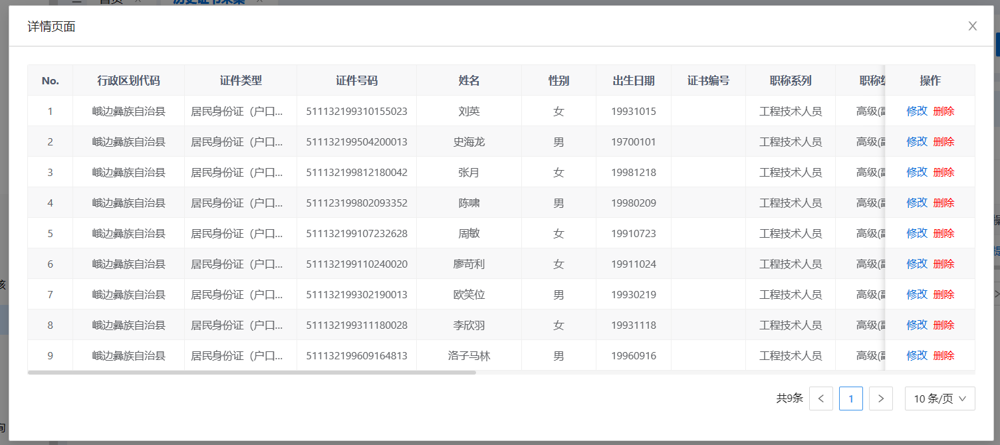 首页
历史证书采集
详情页面
No. 行政区划代码 证件类型 证件号码 姓名 性别 出生日期 证书编号 职称系列 职称 操作
1 峨边彝族自治县 居民身份证（户口... 511132199310155023 刘英 女 19931015 工程技术人员 高级(副 修改 删除
2 峨边彝族自治县 居民身份证（户口... 511132199504200013 史海龙 男 19700101 工程技术人员 高级(副 修改 删除
3 峨边彝族自治县 居民身份证（户口... 511132199812180042 张月 女 19981218 工程技术人员 高级(副 修改 删除
4 峨边彝族自治县 居民身份证（户口... 511123199802093352 陈啸 男 19980209 工程技术人员 高级(副 修改 删除
5 峨边彝族自治县 居民身份证（户口... 511132199107232628 周敏 女 19910723 工程技术人员 高级(副 修改 删除
6 峨边彝族自治县 居民身份证（户口... 511132199110240020 廖苛利 女 19911024 工程技术人员 高级(副 修改 删除
7 峨边彝族自治县 居民身份证（户口... 511132199302190013 欧笑位 男 19930219 工程技术人员 高级(副 修改 删除
8 峨边彝族自治县 居民身份证（户口... 511132199311180028 李欣羽 女 19931118 工程技术人员 高级(副 修改 删除
9 峨边彝族自治县 居民身份证（户口... 511132199609164813 洛子马林 男 19960916 工程技术人员 高级(副 修改 删除
共9条 1 10 条/页